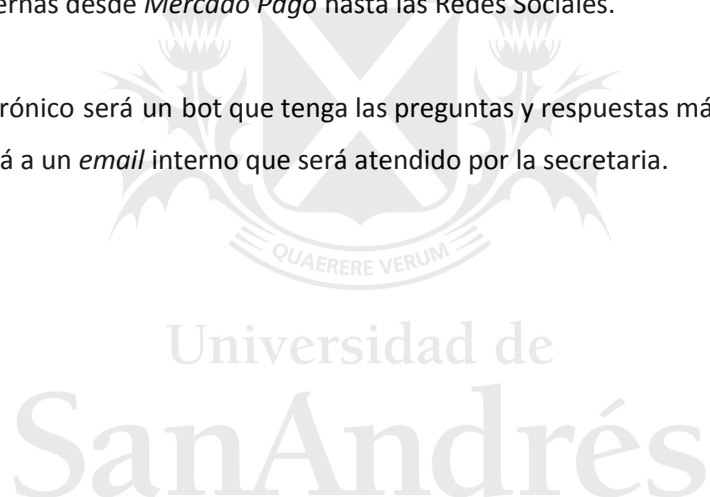 ernas desde Mercado Pago hasta las Redes Sociales.
rónico será un bot que tenga las preguntas y respuestas má
á a un email interno que será atendido por la secretaria.
QUAERERE VERUM
Universidad de
SanAndrés